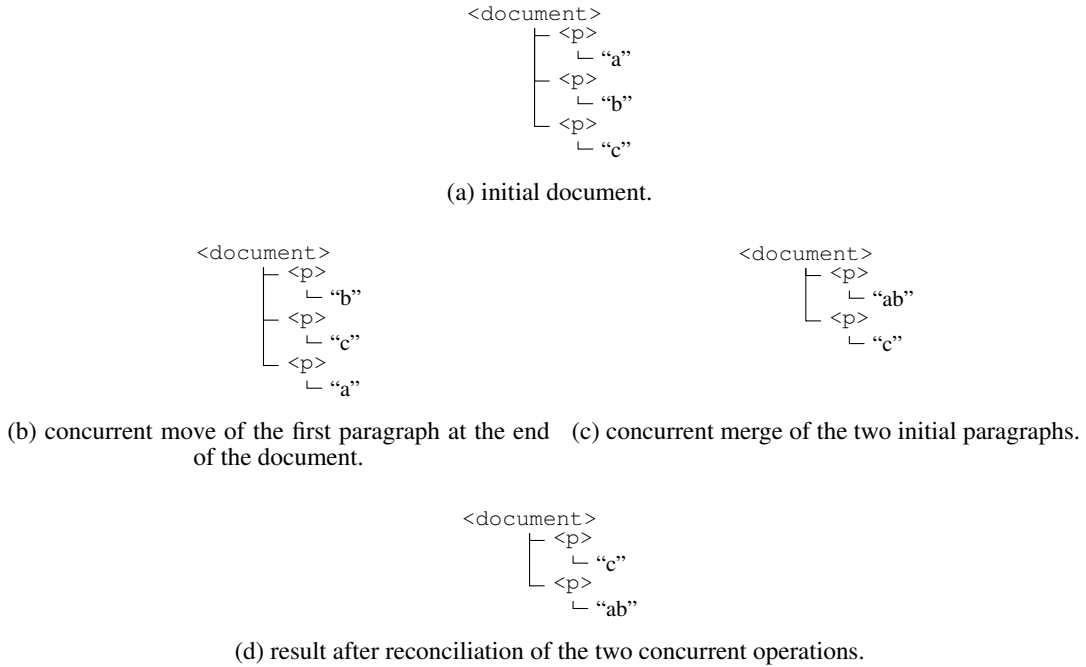 <document>
<p>
“a”
<p>
“b”
<p>
“c”
(a) initial document.
<document>
<p>
“b”
<p>
“c”
<p>
“a”
(b) concurrent move of the first paragraph at the end
of the document.
<document>
<p>
“ab”
<p>
“c”
(c) concurrent merge of the two initial paragraphs.
<document>
<p>
“c”
<p>
“ab”
(d) result after reconciliation of the two concurrent operations.